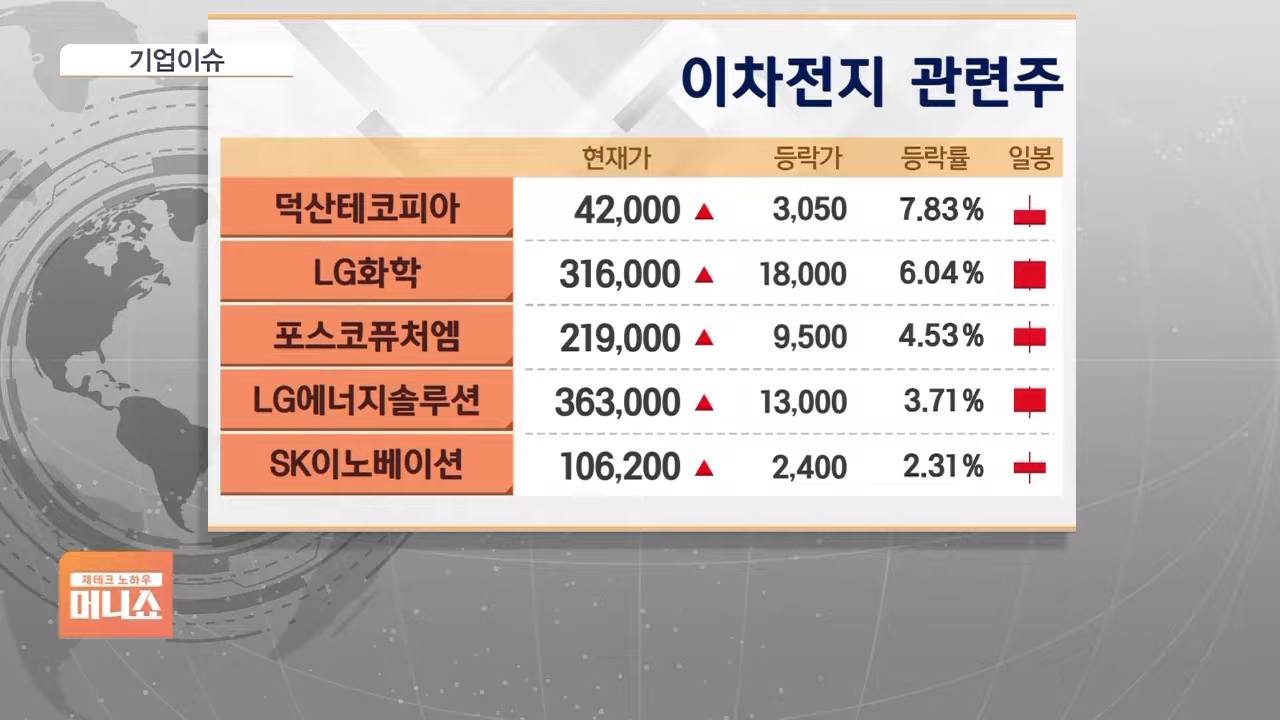 기업이슈
이차전지 관련주
현재가 등락가 등락률 일봉
덕산테코피아 42,000 ▲ 3,050 7.83%
LG화학 316,000 ▲ 18,000 6.04%
포스코퓨처엠 219,000 ▲ 9,500 4.53%
LG에너지솔루션 363,000 ▲ 13,000 3.71%
SK이노베이션 106,200 ▲ 2,400 2.31%
재테크 노하우
머니쇼